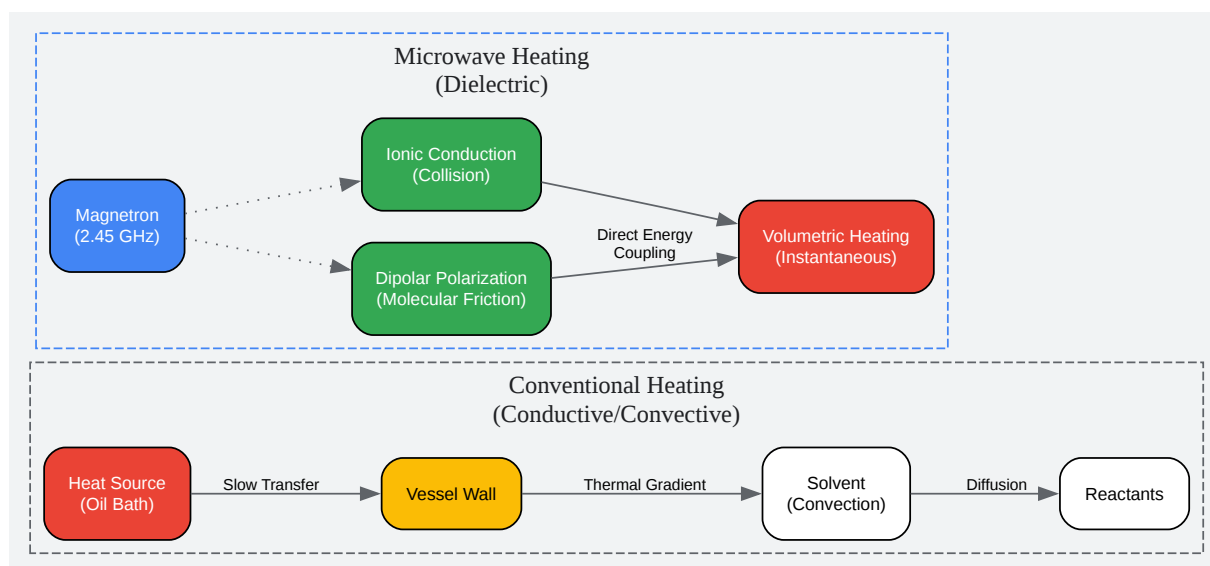 Microwave Heating
(Dielectric)
Magnetron
(2.45 GHz)
Ionic Conduction
(Collision)
Dipolar Polarization
(Molecular Friction)
Direct Energy
Coupling
Volumetric Heating
(Instantaneous)
Conventional Heating
(Conductive/Convective)
Heat Source
(Oil Bath)
Slow Transfer
Vessel Wall
Thermal Gradient
Solvent
(Convection)
Diffusion
Reactants